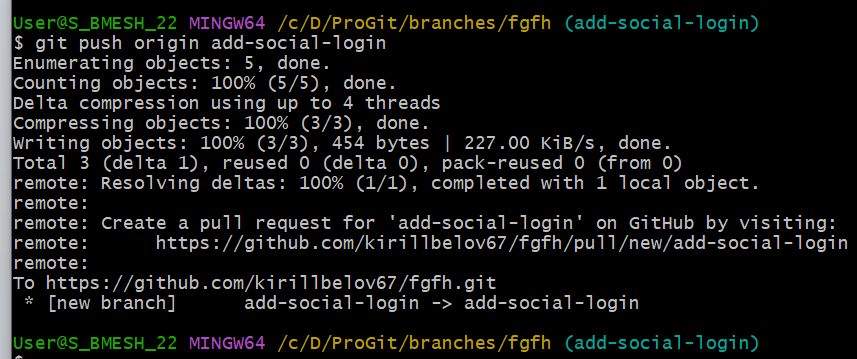 User@S_BMESH_22 MINGW64 /c/D/ProGit/branches/fgfh (add-social-login)
$ git push origin add-social-login
Enumerating objects: 5, done.
Counting objects: 100% (5/5), done.
Delta compression using up to 4 threads
Compressing objects: 100% (3/3), done.
Writing objects: 100% (3/3), 454 bytes | 227.00 KiB/s, done.
Total 3 (delta 1), reused 0 (delta 0), pack-reused 0 (from 0)
remote: Resolving deltas: 100% (1/1), completed with 1 local object.
remote:
remote: Create a pull request for 'add-social-login' on GitHub by visiting:
remote:      https://github.com/kirillbelov67/fgfh/pull/new/add-social-login
remote:
To https://github.com/kirillbelov67/fgfh.git
 * [new branch]      add-social-login -> add-social-login
User@S_BMESH_22 MINGW64 /c/D/ProGit/branches/fgfh (add-social-login)